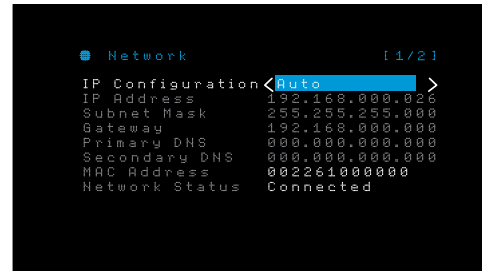 Network [1/2]
IP Configuration Auto
IP Address 192.168.000.026
Subnet Mask 255.255.255.000
Gateway 192.168.000.000
Primary DNS 000.000.000.000
Secondary DNS 000.000.000.000
MAC Address 002261000000
Network Status Connected